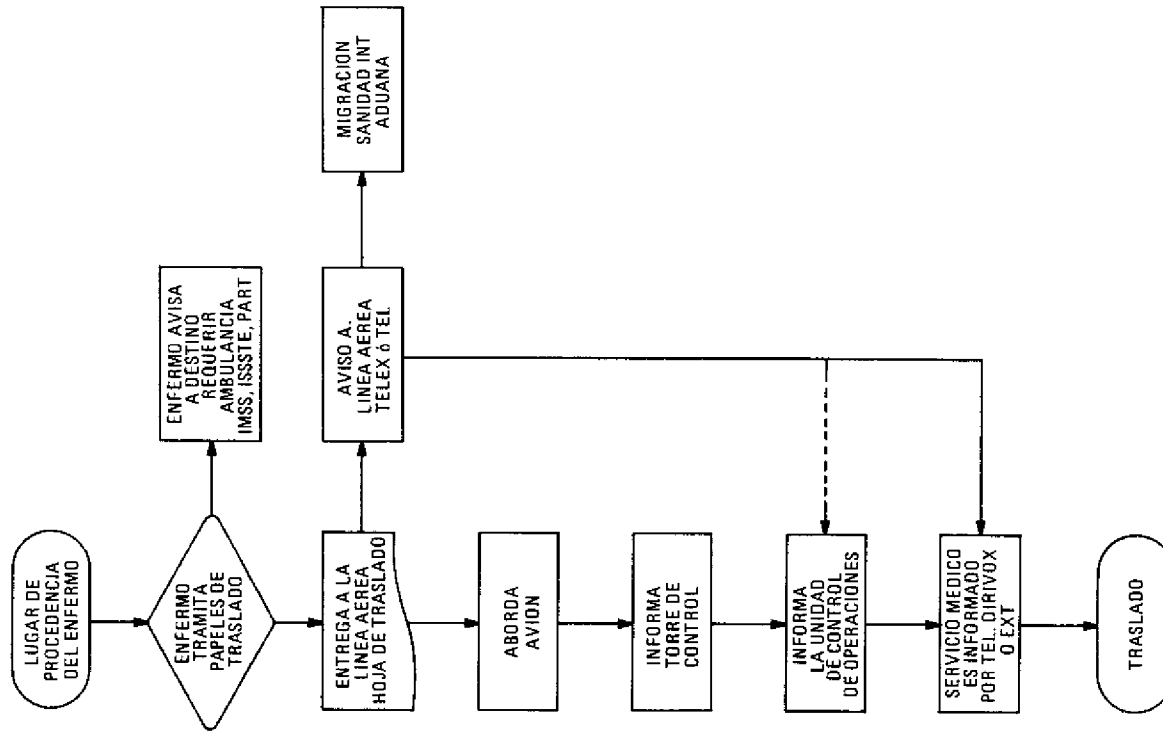 LUGAR DE
PROCEDENCIA
DEL ENFERMO
ENFERMO
TRAMITA
PAPELES DE
TRASLADO
ENFERMO AVISA
A DESTINO
REQUERIR
AMBULANCIA
IMSS, ISSSTE, PART
ENTREGA A LA
LINEA AEREA
HOJA DE TRASLADO
AVISO A.
LINEA AEREA
TELEX ó TEL
MIGRACION
SANIDAD INT
ADUANA
ABORDA
AVION
INFORMA
TORRE DE
CONTROL
INFORMA
LA UNIDAD
DE CONTROL
DE OPERACIONES
SERVICIO MEDICO
ES INFORMADO
POR TEL. DIRIVOX
O EXT
TRASLADO